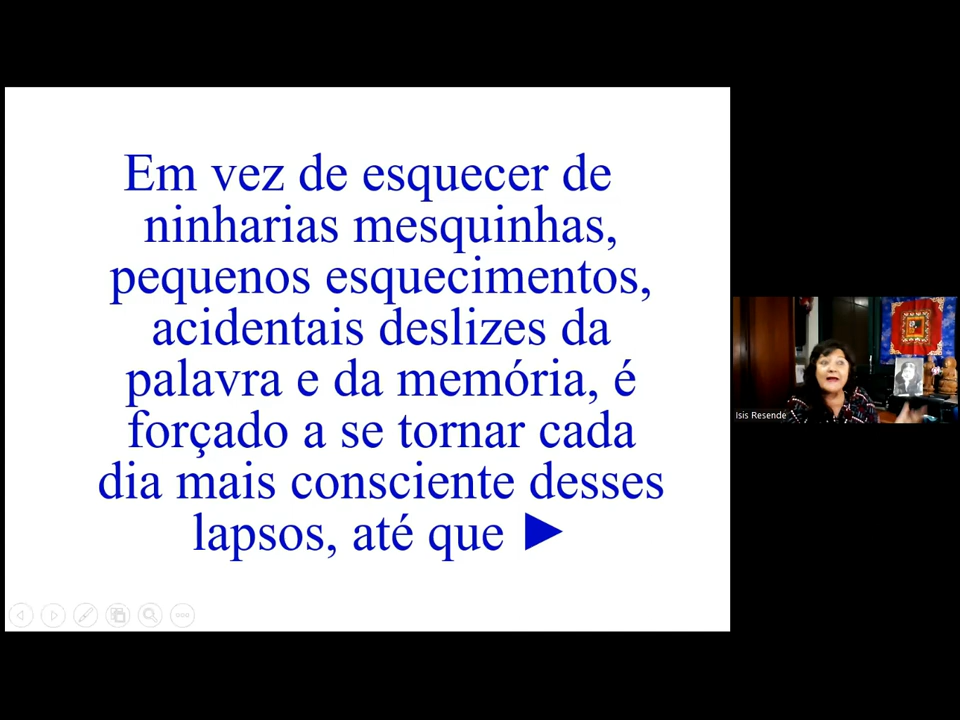 Em vez de esquecer de
ninharias mesquinhas,
pequenos esquecimentos,
acidentais deslizes da
palavra e da memória, é
forçado a se tornar cada
dia mais consciente desses
lapsos, até que ►
Isis Resende